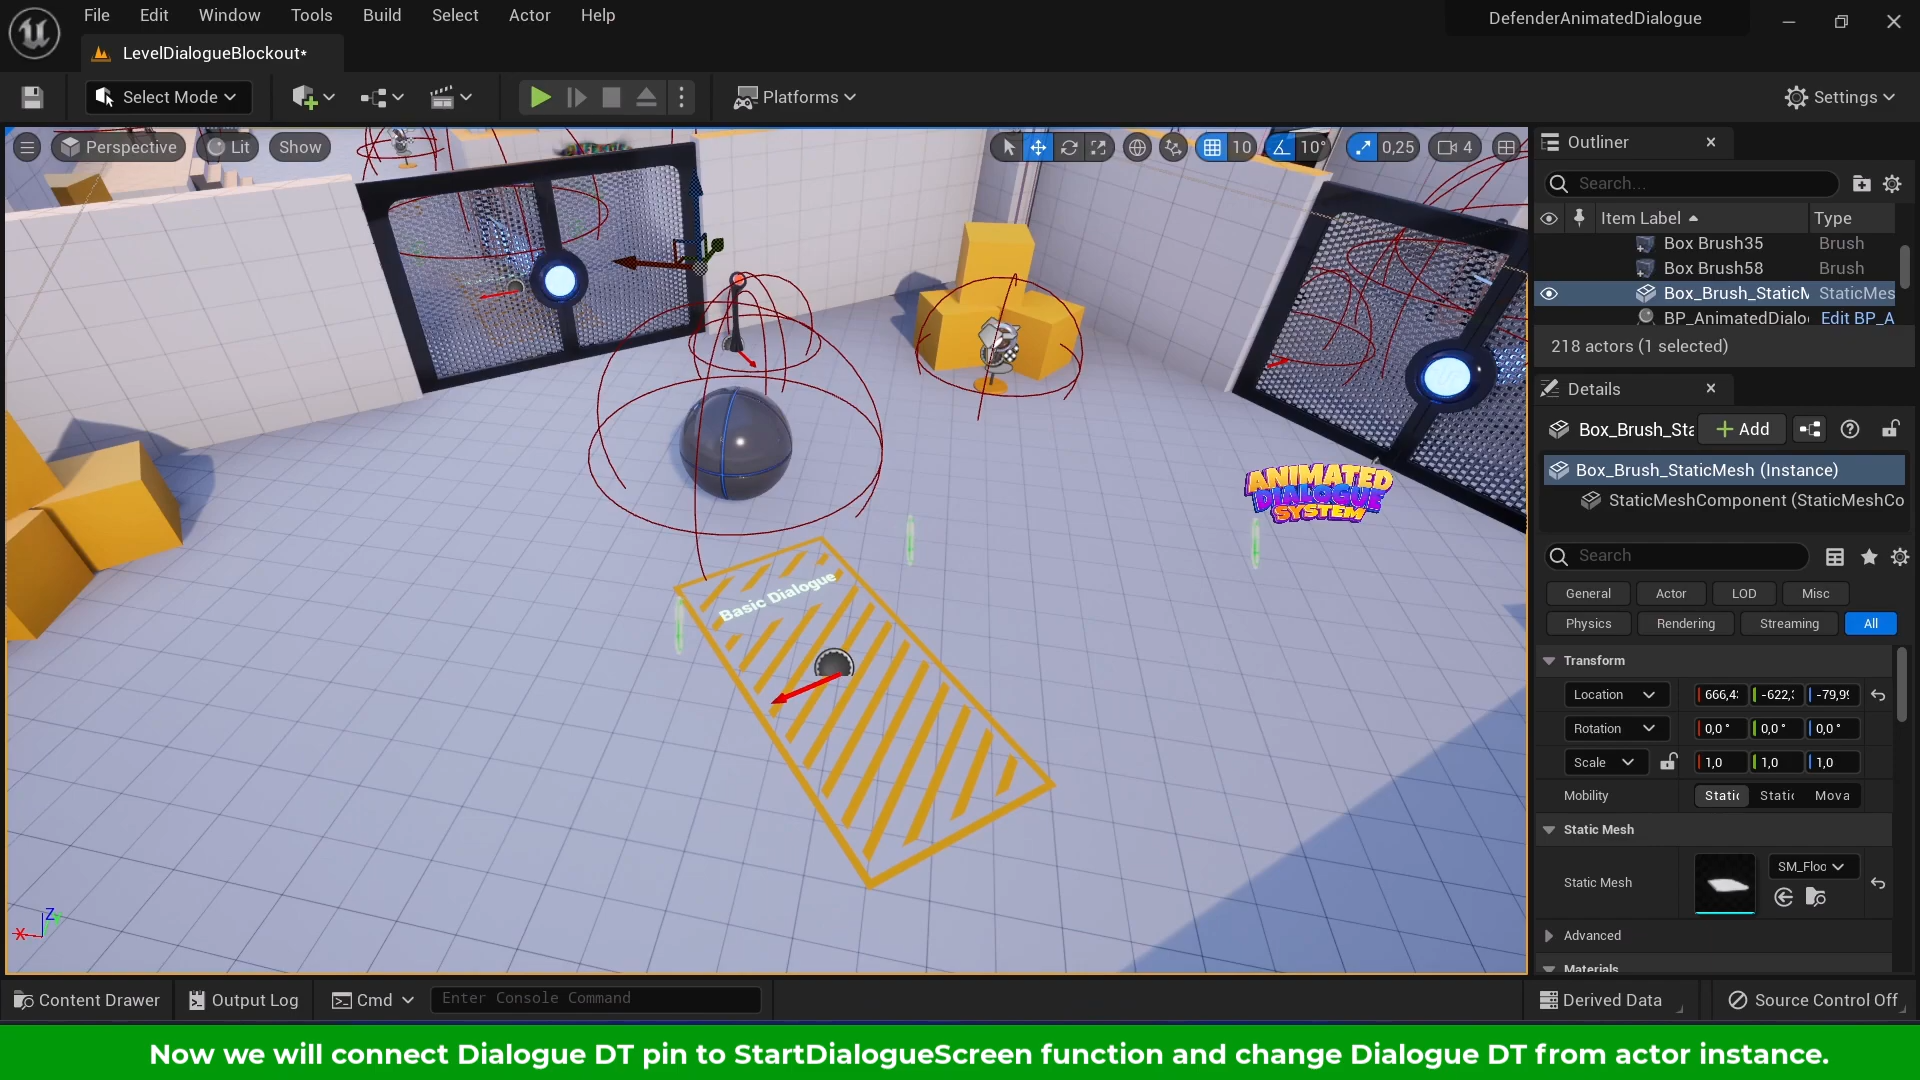 File Edit Window Tools Build Select Actor Help
DefenderAnimatedDialogue
LevelDialogueBlockout*
Select Mode
Platforms
Settings
Perspective
Lit
Show
10
10°
0,25
4
Outliner
Search...
Item Label
Type
Box Brush35 Brush
Box Brush58 Brush
Box_Brush_StaticM StaticMes
BP_AnimatedDialo Edit BP_A
218 actors (1 selected)
Details
Box_Brush_Sta
Add
Box_Brush_StaticMesh (Instance)
StaticMeshComponent (StaticMeshCo
Search
General Actor LOD Misc
Physics Rendering Streaming All
Transform
Location 666,4 -622, -79,9
Rotation 0,0 ° 0,0 ° 0,0 °
Scale 1,0 1,0 1,0
Mobility Static Static Mova
Static Mesh
Static Mesh
SM_Floo
Advanced
Materials
ANIMATED
DIALOGUE
SYSTEM
Basic Dialogue
Z
X
Content Drawer
Output Log
Cmd
Enter Console Command
Derived Data
Source Control Off
Now we will connect Dialogue DT pin to StartDialogueScreen function and change Dialogue DT from actor instance.